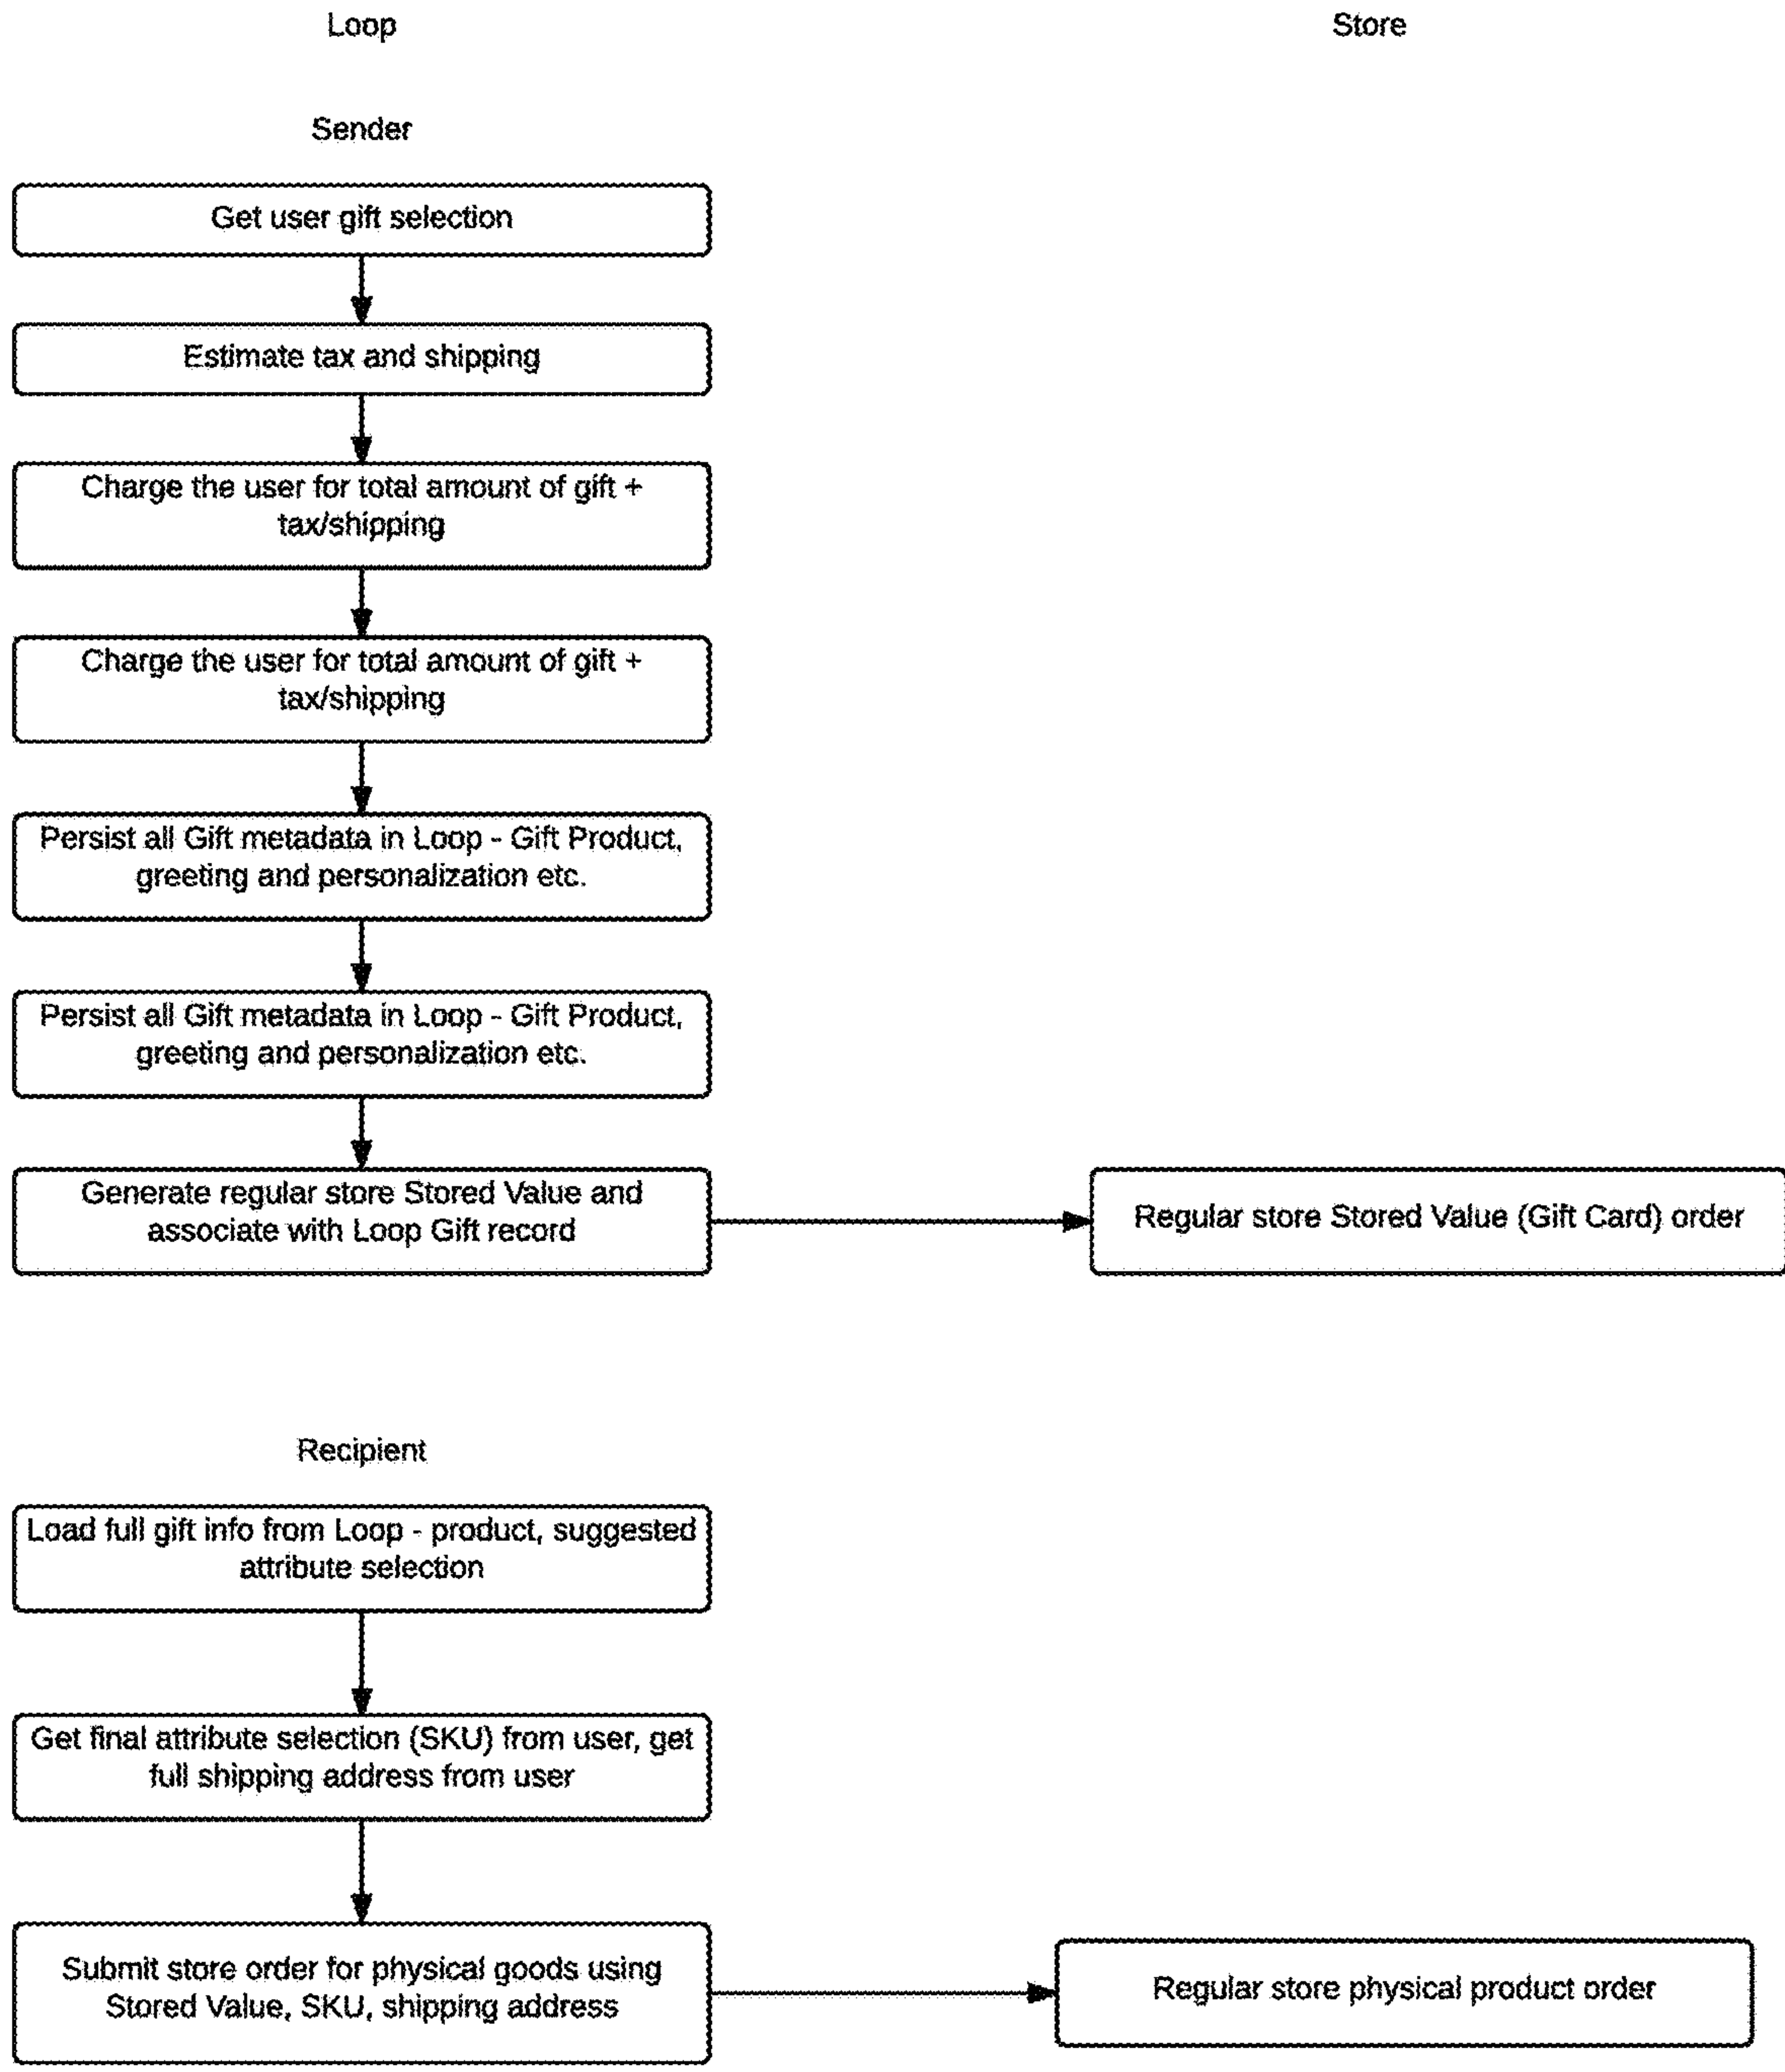 Loop
Store
Sender
Get user gift selection
Estimate tax and shipping
Charge the user for total amount of gift +
tax/shipping
Charge the user for total amount of gift +
tax/shipping
Persist all Gift metadata in Loop - Gift Product,
greeting and personalization etc.
Persist all Gift metadata in Loop - Gift Product,
greeting and personalization etc.
Generate regular store Stored Value and
associate with Loop Gift record
Regular store Stored Value (Gift Card) order
Recipient
Load full gift info from Loop - product, suggested
attribute selection
Get final attribute selection (SKU) from user, get
full shipping address from user
Submit store order for physical goods using
Stored Value, SKU, shipping address
Regular store physical product order